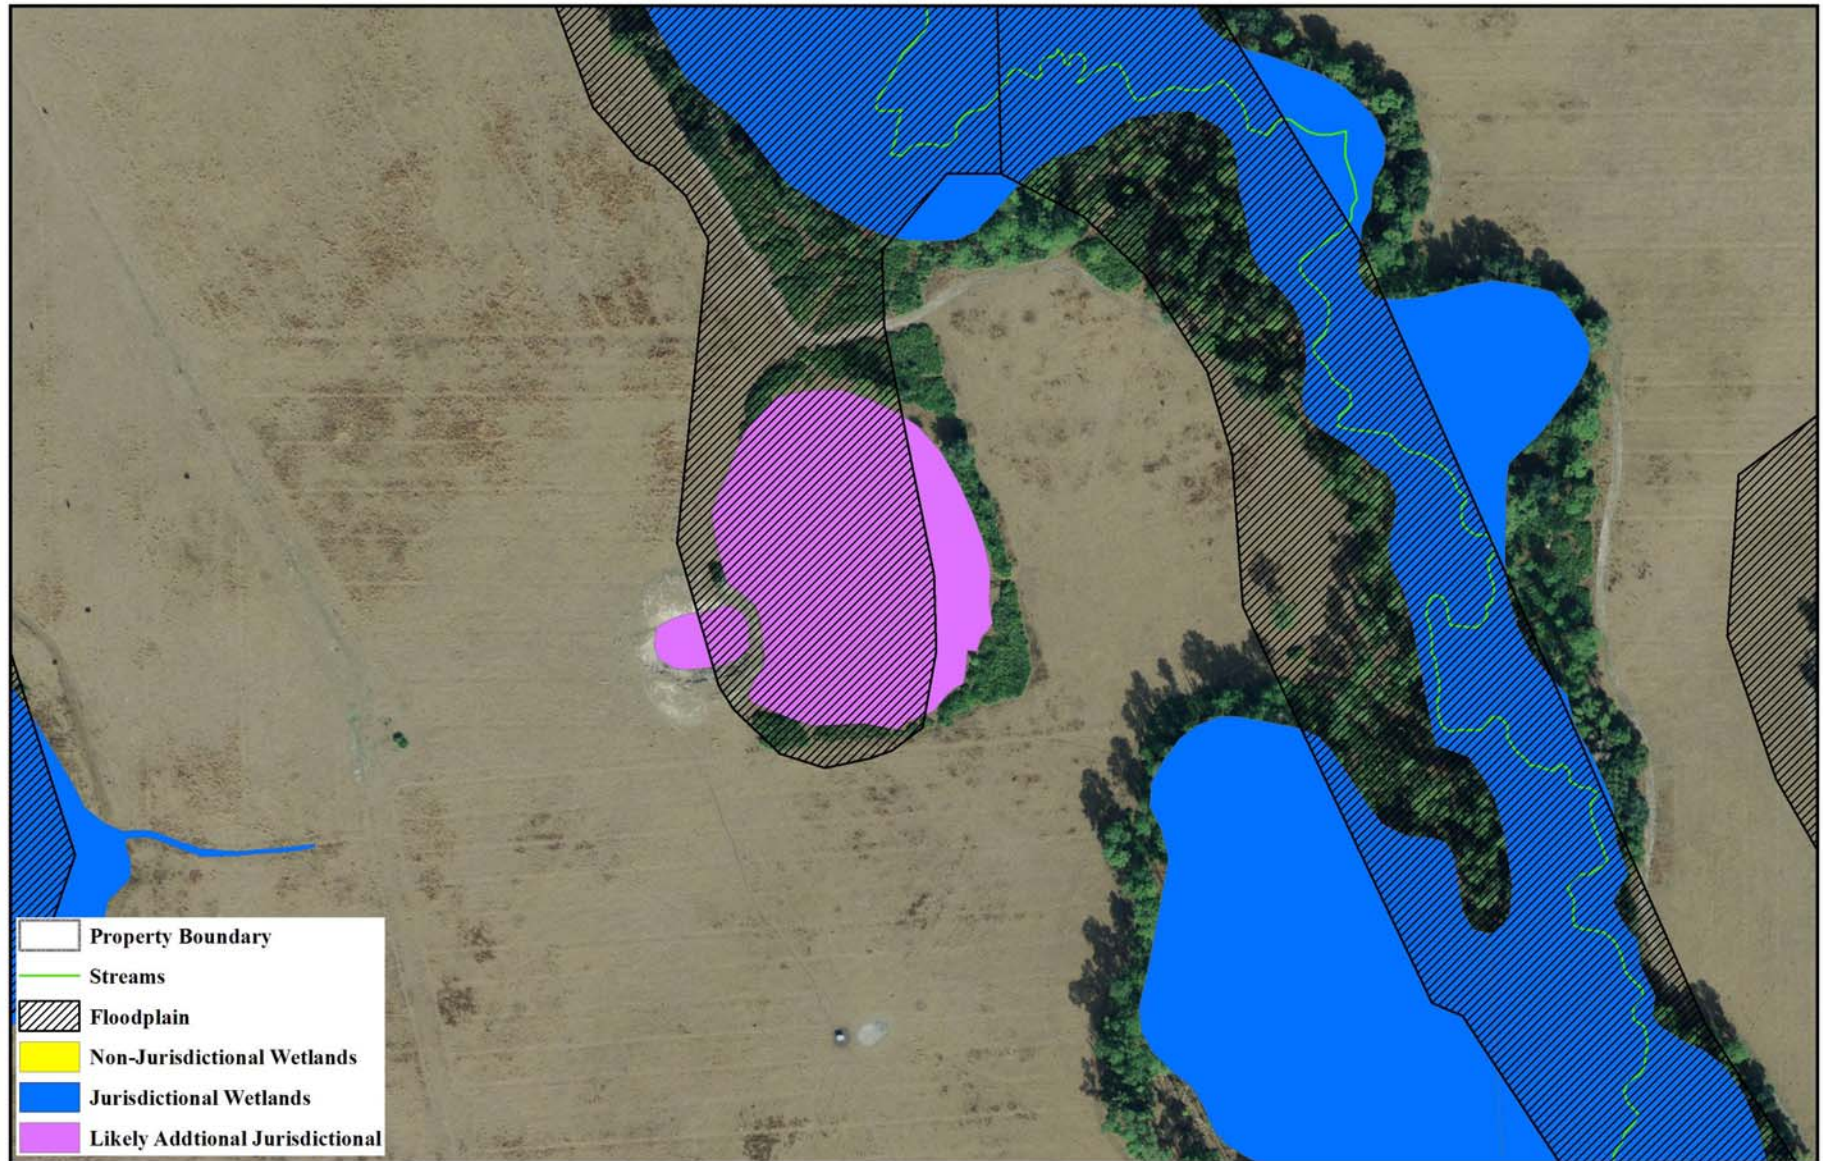 Property Boundary
Streams
Floodplain
Non-Jurisdictional Wetlands
Jurisdictional Wetlands
Likely Addtional Jurisdictional